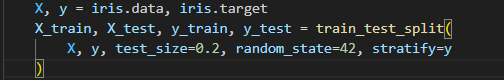 X, y = iris.data, iris.target
X_train, X_test, y_train, y_test = train_test_split(
    X, y, test_size=0.2, random_state=42, stratify=y
)